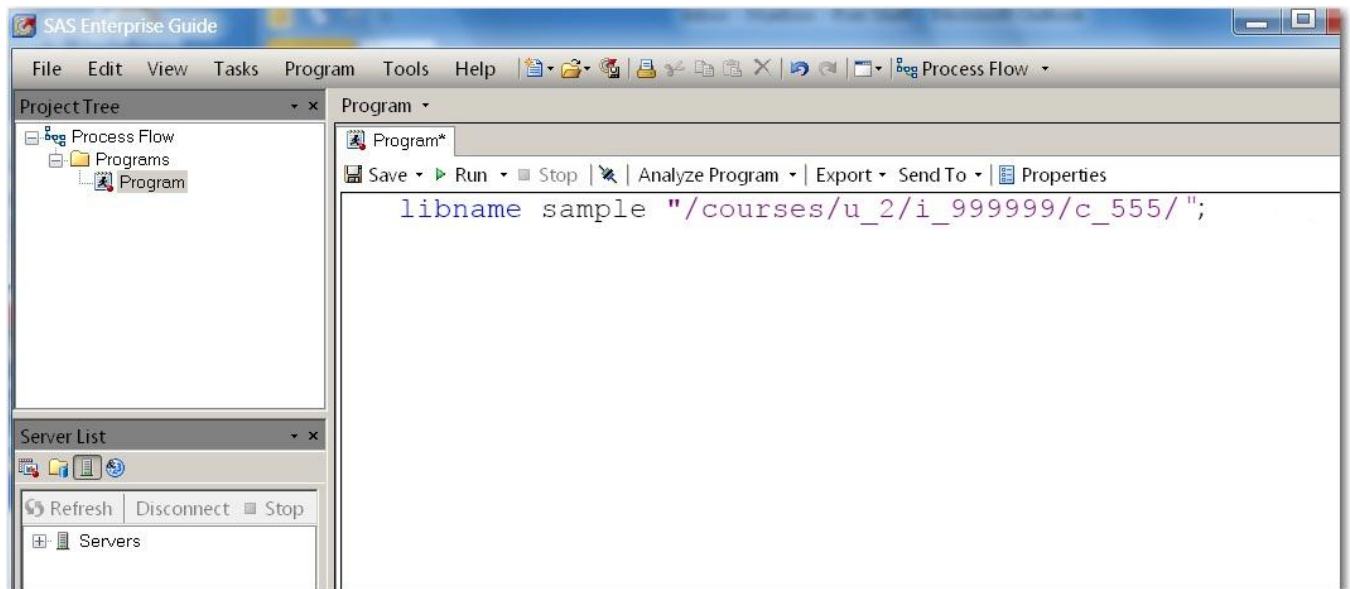 SAS Enterprise Guide
File Edit View Tasks Program Tools Help Process Flow
Project Tree
Program
Process Flow
Programs
Program
Program*
Save Run Stop Analyze Program Export Send To Properties
libname sample "/courses/u_2/i_999999/c_555/";
Server List
Refresh Disconnect Stop
Servers